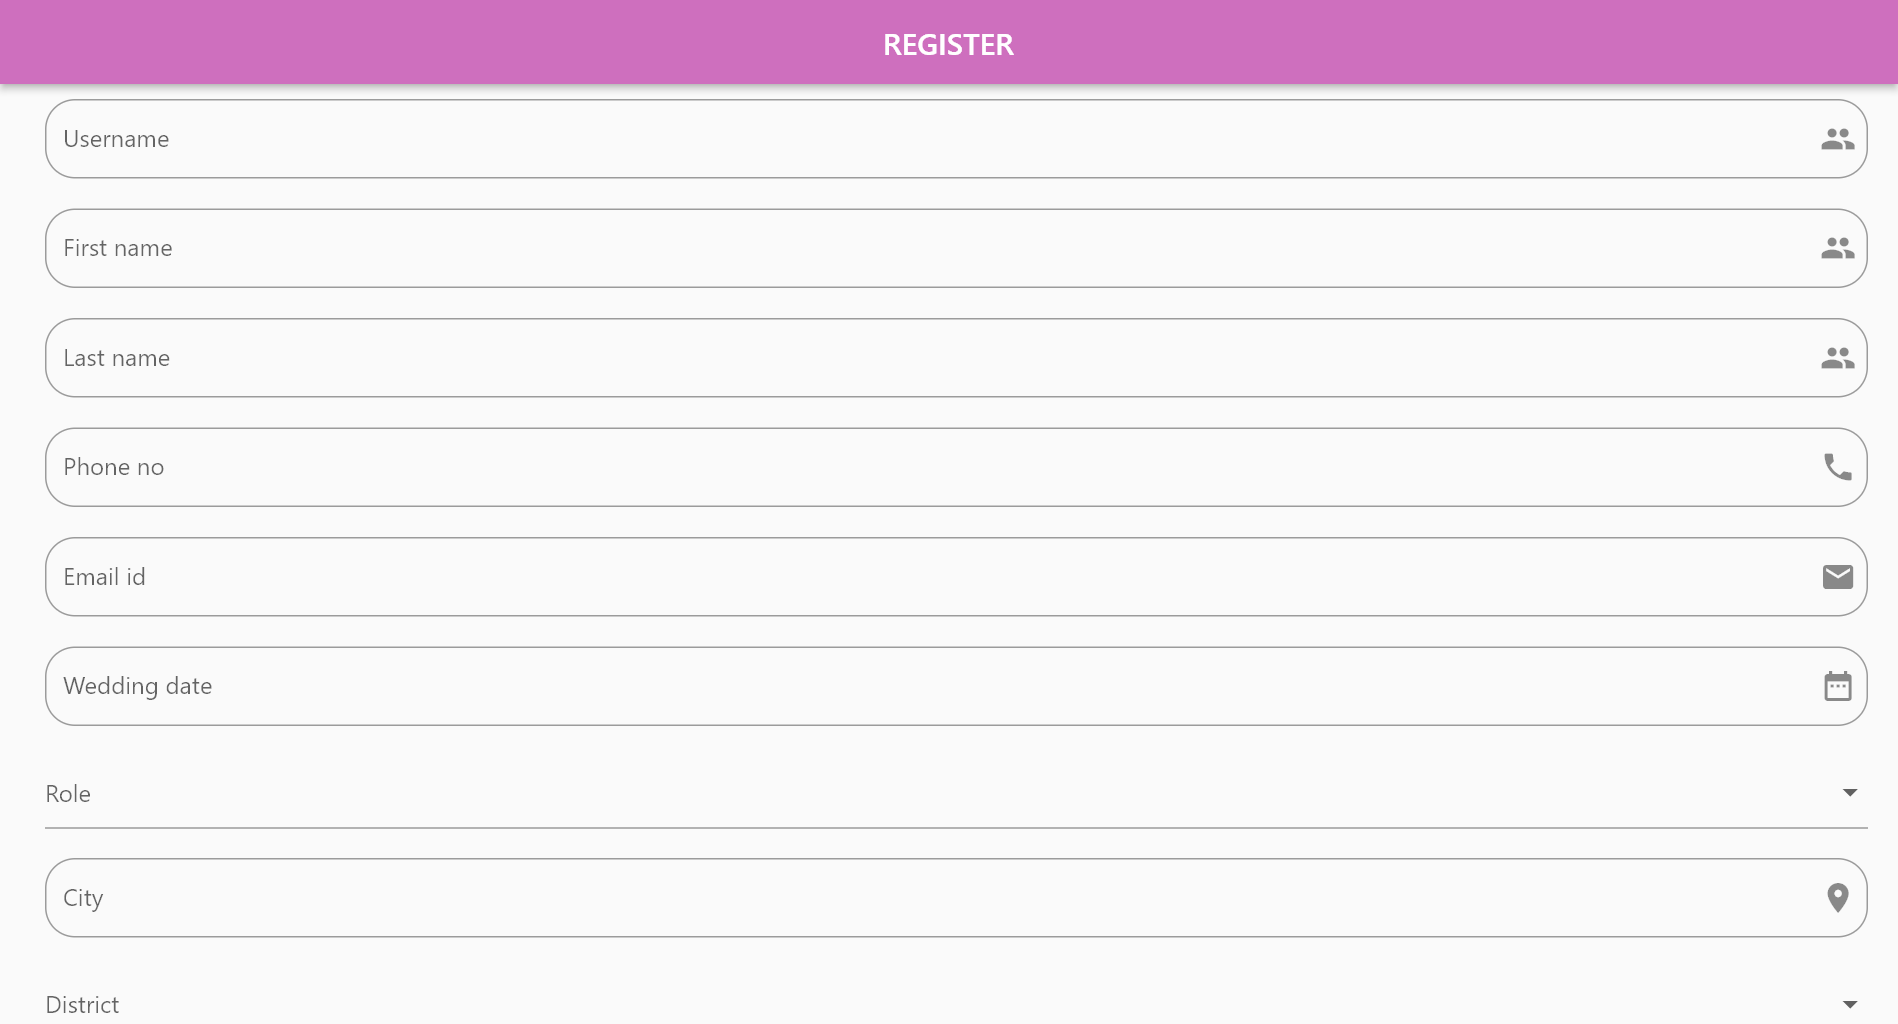 REGISTER
Username
First name
Last name
Phone no
Email id
Wedding date
Role
City
District